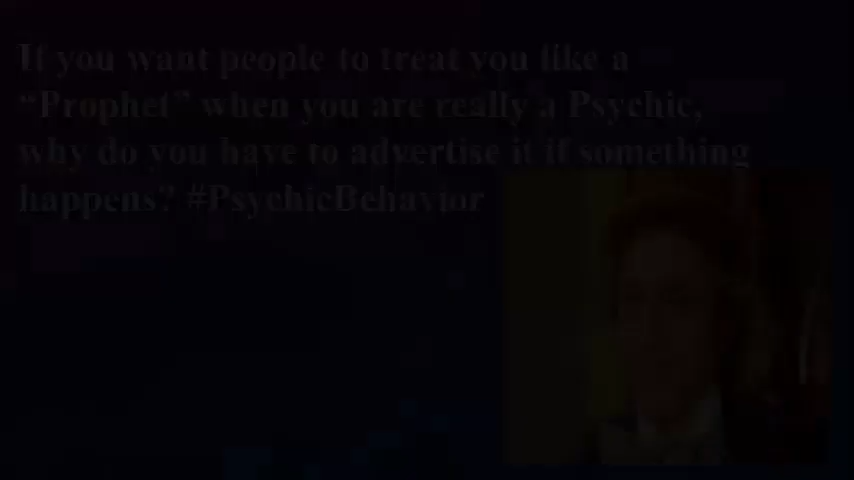 If you want people to treat you like a
“Prophet” when you are really a Psychic,
why do you have to advertise it if something
happens? #PsychicBehavior